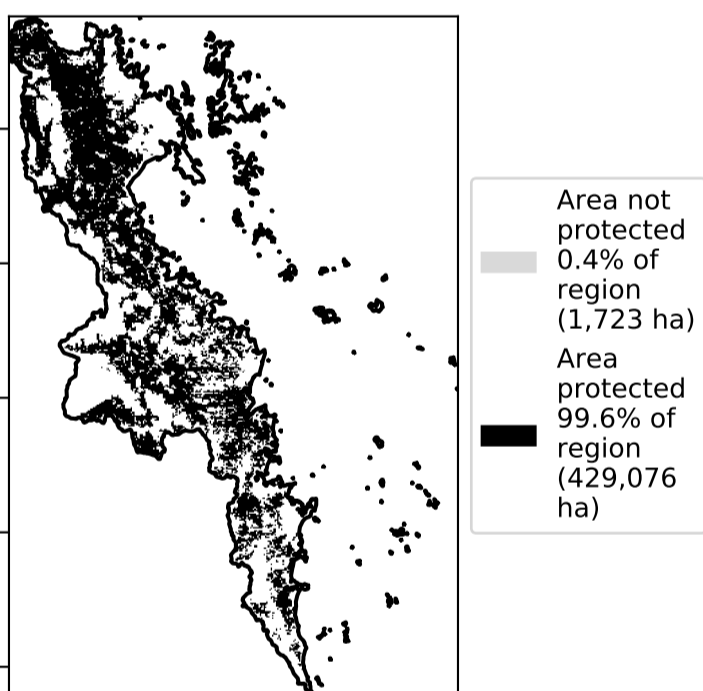 Area not
protected
0.4% of
region
(1,723 ha)
Area
protected
99.6% of
region
(429,076
ha)